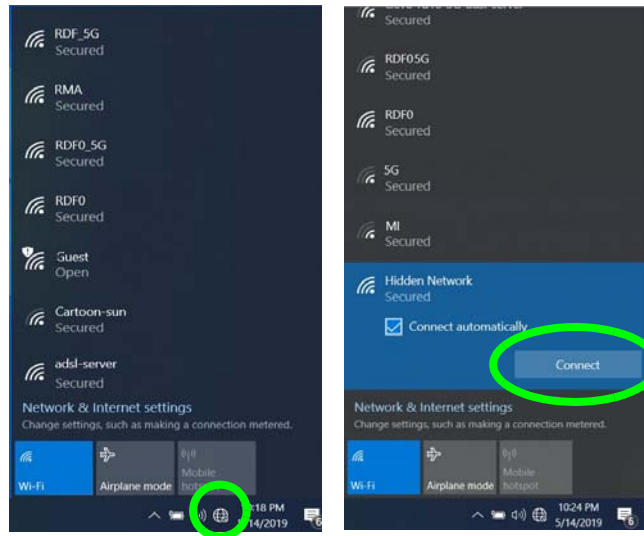 RDF_5G
Secured
RMA
Secured
RDF0_5G
Secured
RDF0
Secured
Guest
Open
Cartoon-sun
Secured
adsl-server
Secured
Network & Internet settings
Change settings, such as making a connection metered.
Wi-Fi
Airplane mode
Mobile
hotspot
:18 PM
/14/2019
6
Secured
RDF05G
Secured
RDF0
Secured
5G
Secured
MI
Secured
Hidden Network
Secured
Connect automatically
Connect
Network & Internet settings
Change settings, such as making a connection metered.
Wi-Fi
Airplane mode
Mobile
hotspot
10:24 PM
5/14/2019
6